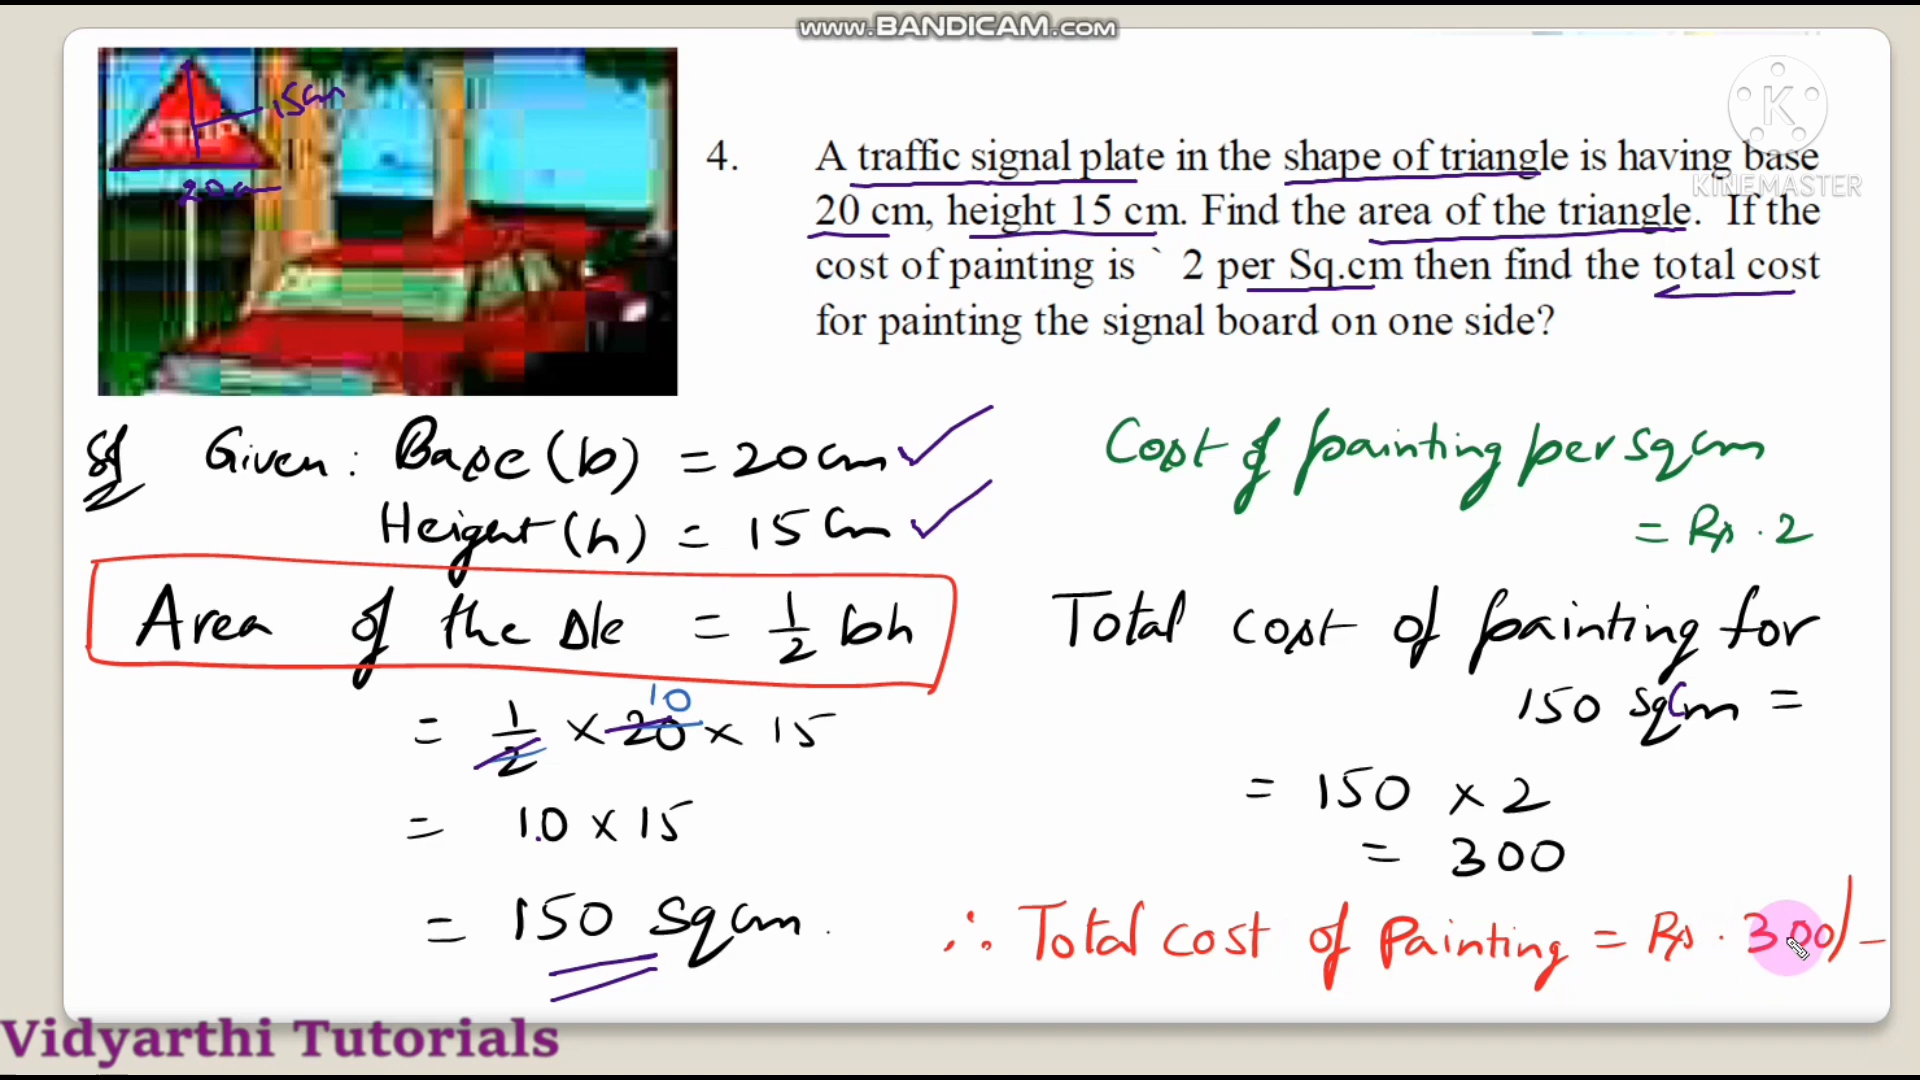 www.BANDICAM.com
15cm
STOP
20cm
K
KINEMASTER
4. A traffic signal plate in the shape of triangle is having base
20 cm, height 15 cm. Find the area of the triangle. If the
cost of painting is ` 2 per Sq.cm then find the total cost
for painting the signal board on one side?
Sol Given: Base (b) = 20cm
Height (h) = 15 cm
Area of the Δle = 1/2 bh
= 1/2 × 20 × 15
10
= 10 × 15
= 150 sqcm.
Cost of painting per sqcm
= Rs. 2
Total cost of painting for
150 sqcm =
= 150 × 2
= 300
∴ Total cost of Painting = Rs. 300/-
Vidyarthi Tutorials